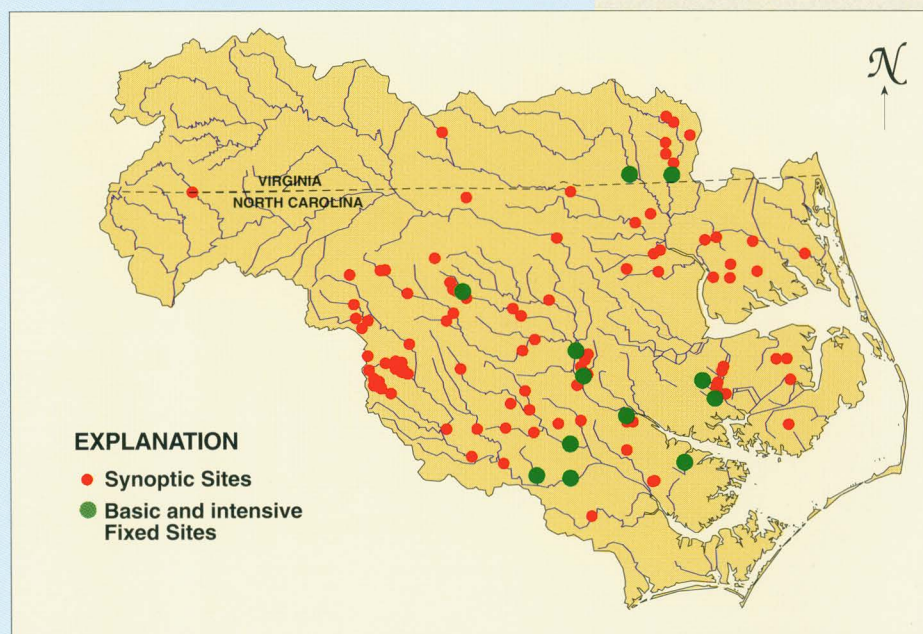 N
VIRGINIA
NORTH CAROLINA
EXPLANATION
Synoptic Sites
Basic and intensive
Fixed Sites